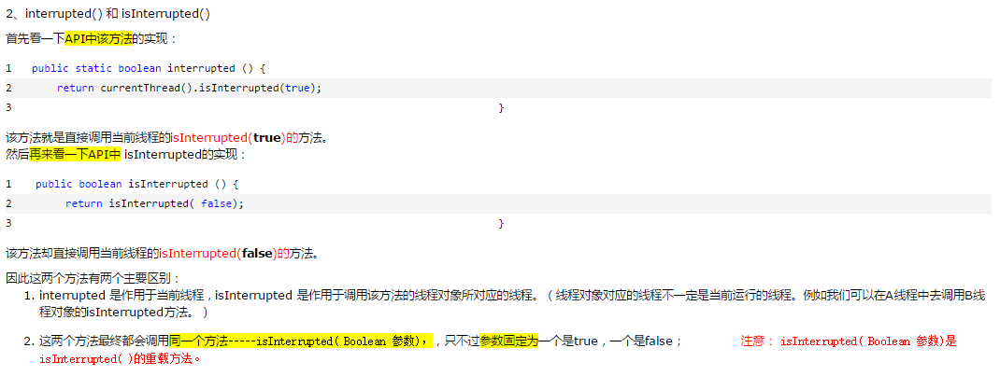 2、interrupted() 和 isInterrupted()
首先看一下API中该方法的实现：
1 public static boolean interrupted () {
2 return currentThread().isInterrupted(true);
3 }
该方法就是直接调用当前线程的isInterrupted(true)的方法。
然后再来看一下API中 isInterrupted的实现：
1 public boolean isInterrupted () {
2 return isInterrupted( false);
3 }
该方法却直接调用当前线程的isInterrupted(false)的方法。
因此这两个方法有两个主要区别：
1. interrupted 是作用于当前线程，isInterrupted 是作用于调用该方法的线程对象所对应的线程。（线程对象对应的线程不一定是当前运行的线程。例如我们可以在A线程中去调用B线
程对象的isInterrupted方法。）
2. 这两个方法最终都会调用同一个方法-----isInterrupted( Boolean 参数)，，只不过参数固定为一个是true，一个是false； 注意： isInterrupted( Boolean 参数)是
isInterrupted( )的重载方法。